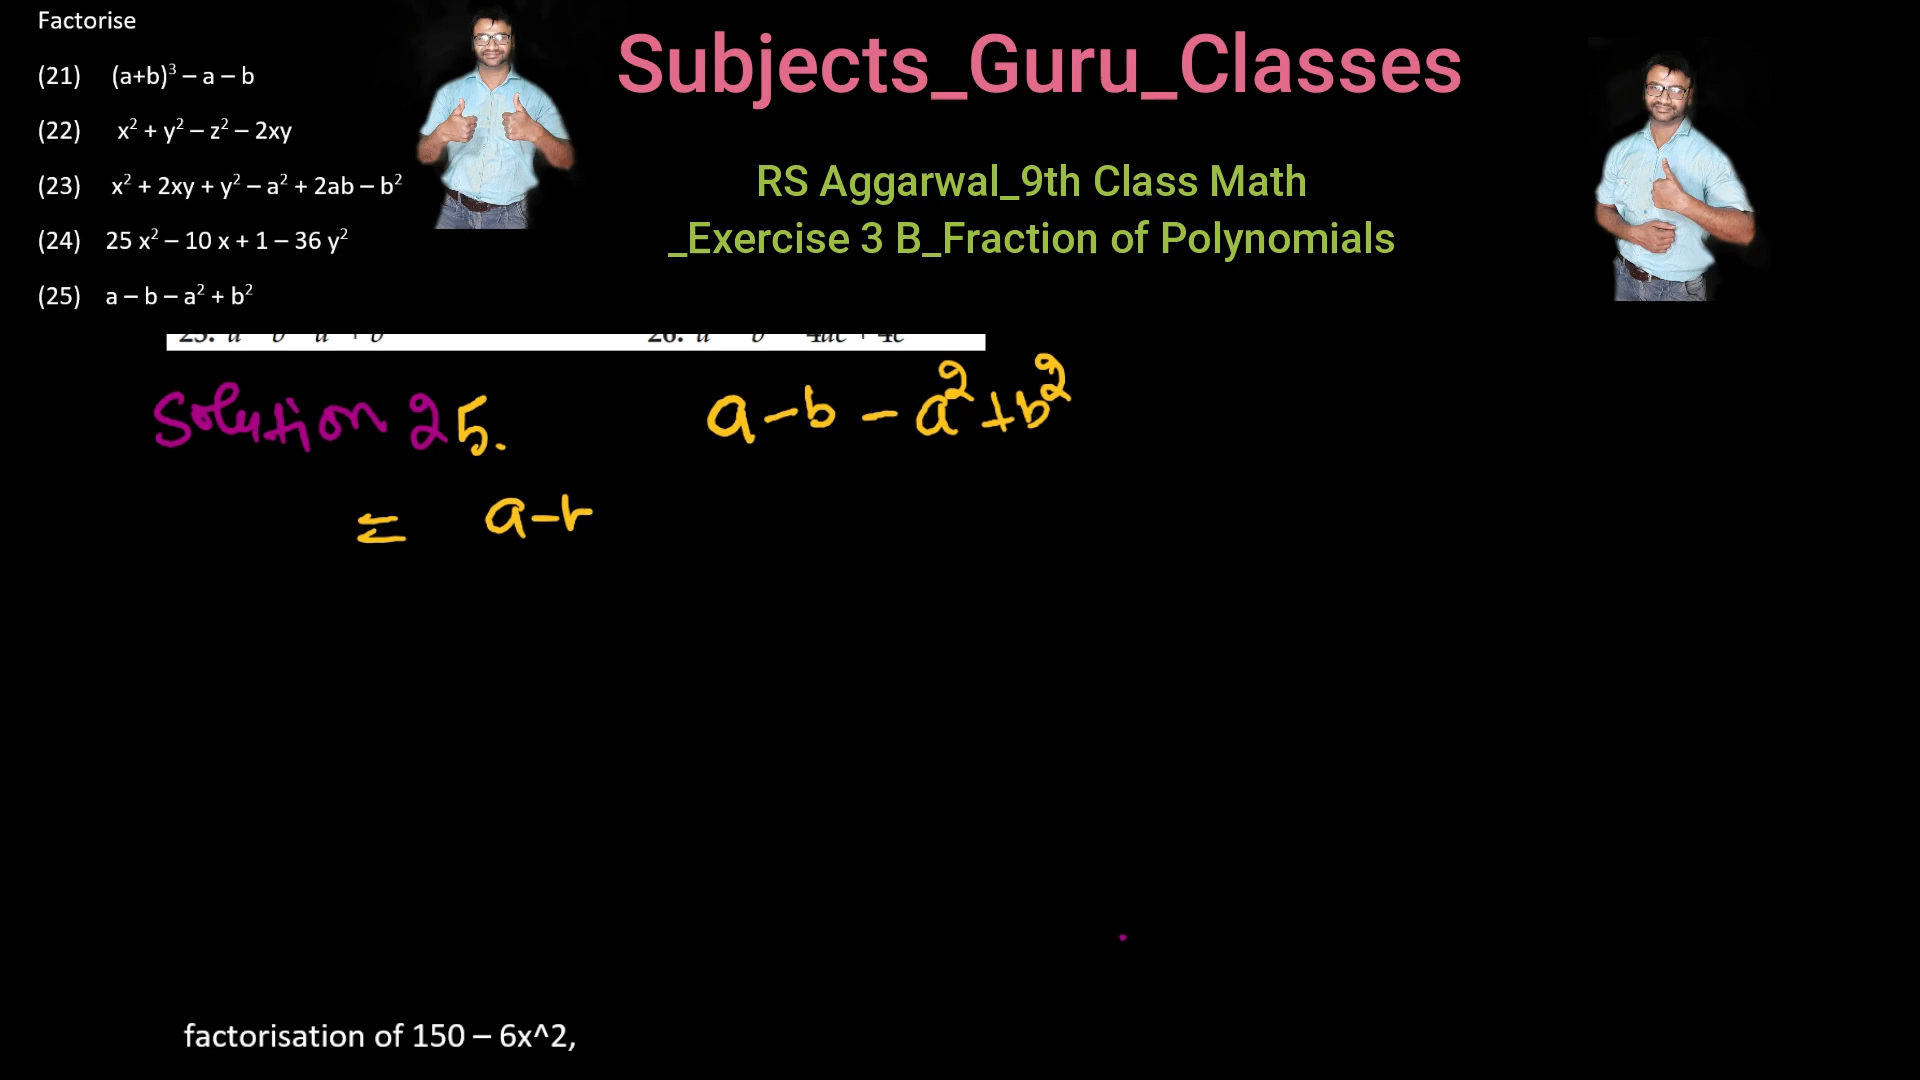 Factorise
(21) (a+b)³ – a – b
(22) x² + y² – z² – 2xy
(23) x² + 2xy + y² – a² + 2ab – b²
(24) 25 x² – 10 x + 1 – 36 y²
(25) a – b – a² + b²
Subjects_Guru_Classes
RS Aggarwal_9th Class Math
_Exercise 3 B_Fraction of Polynomials
Solution 25. a – b – a² + b²
= a –
factorisation of 150 – 6x^2,